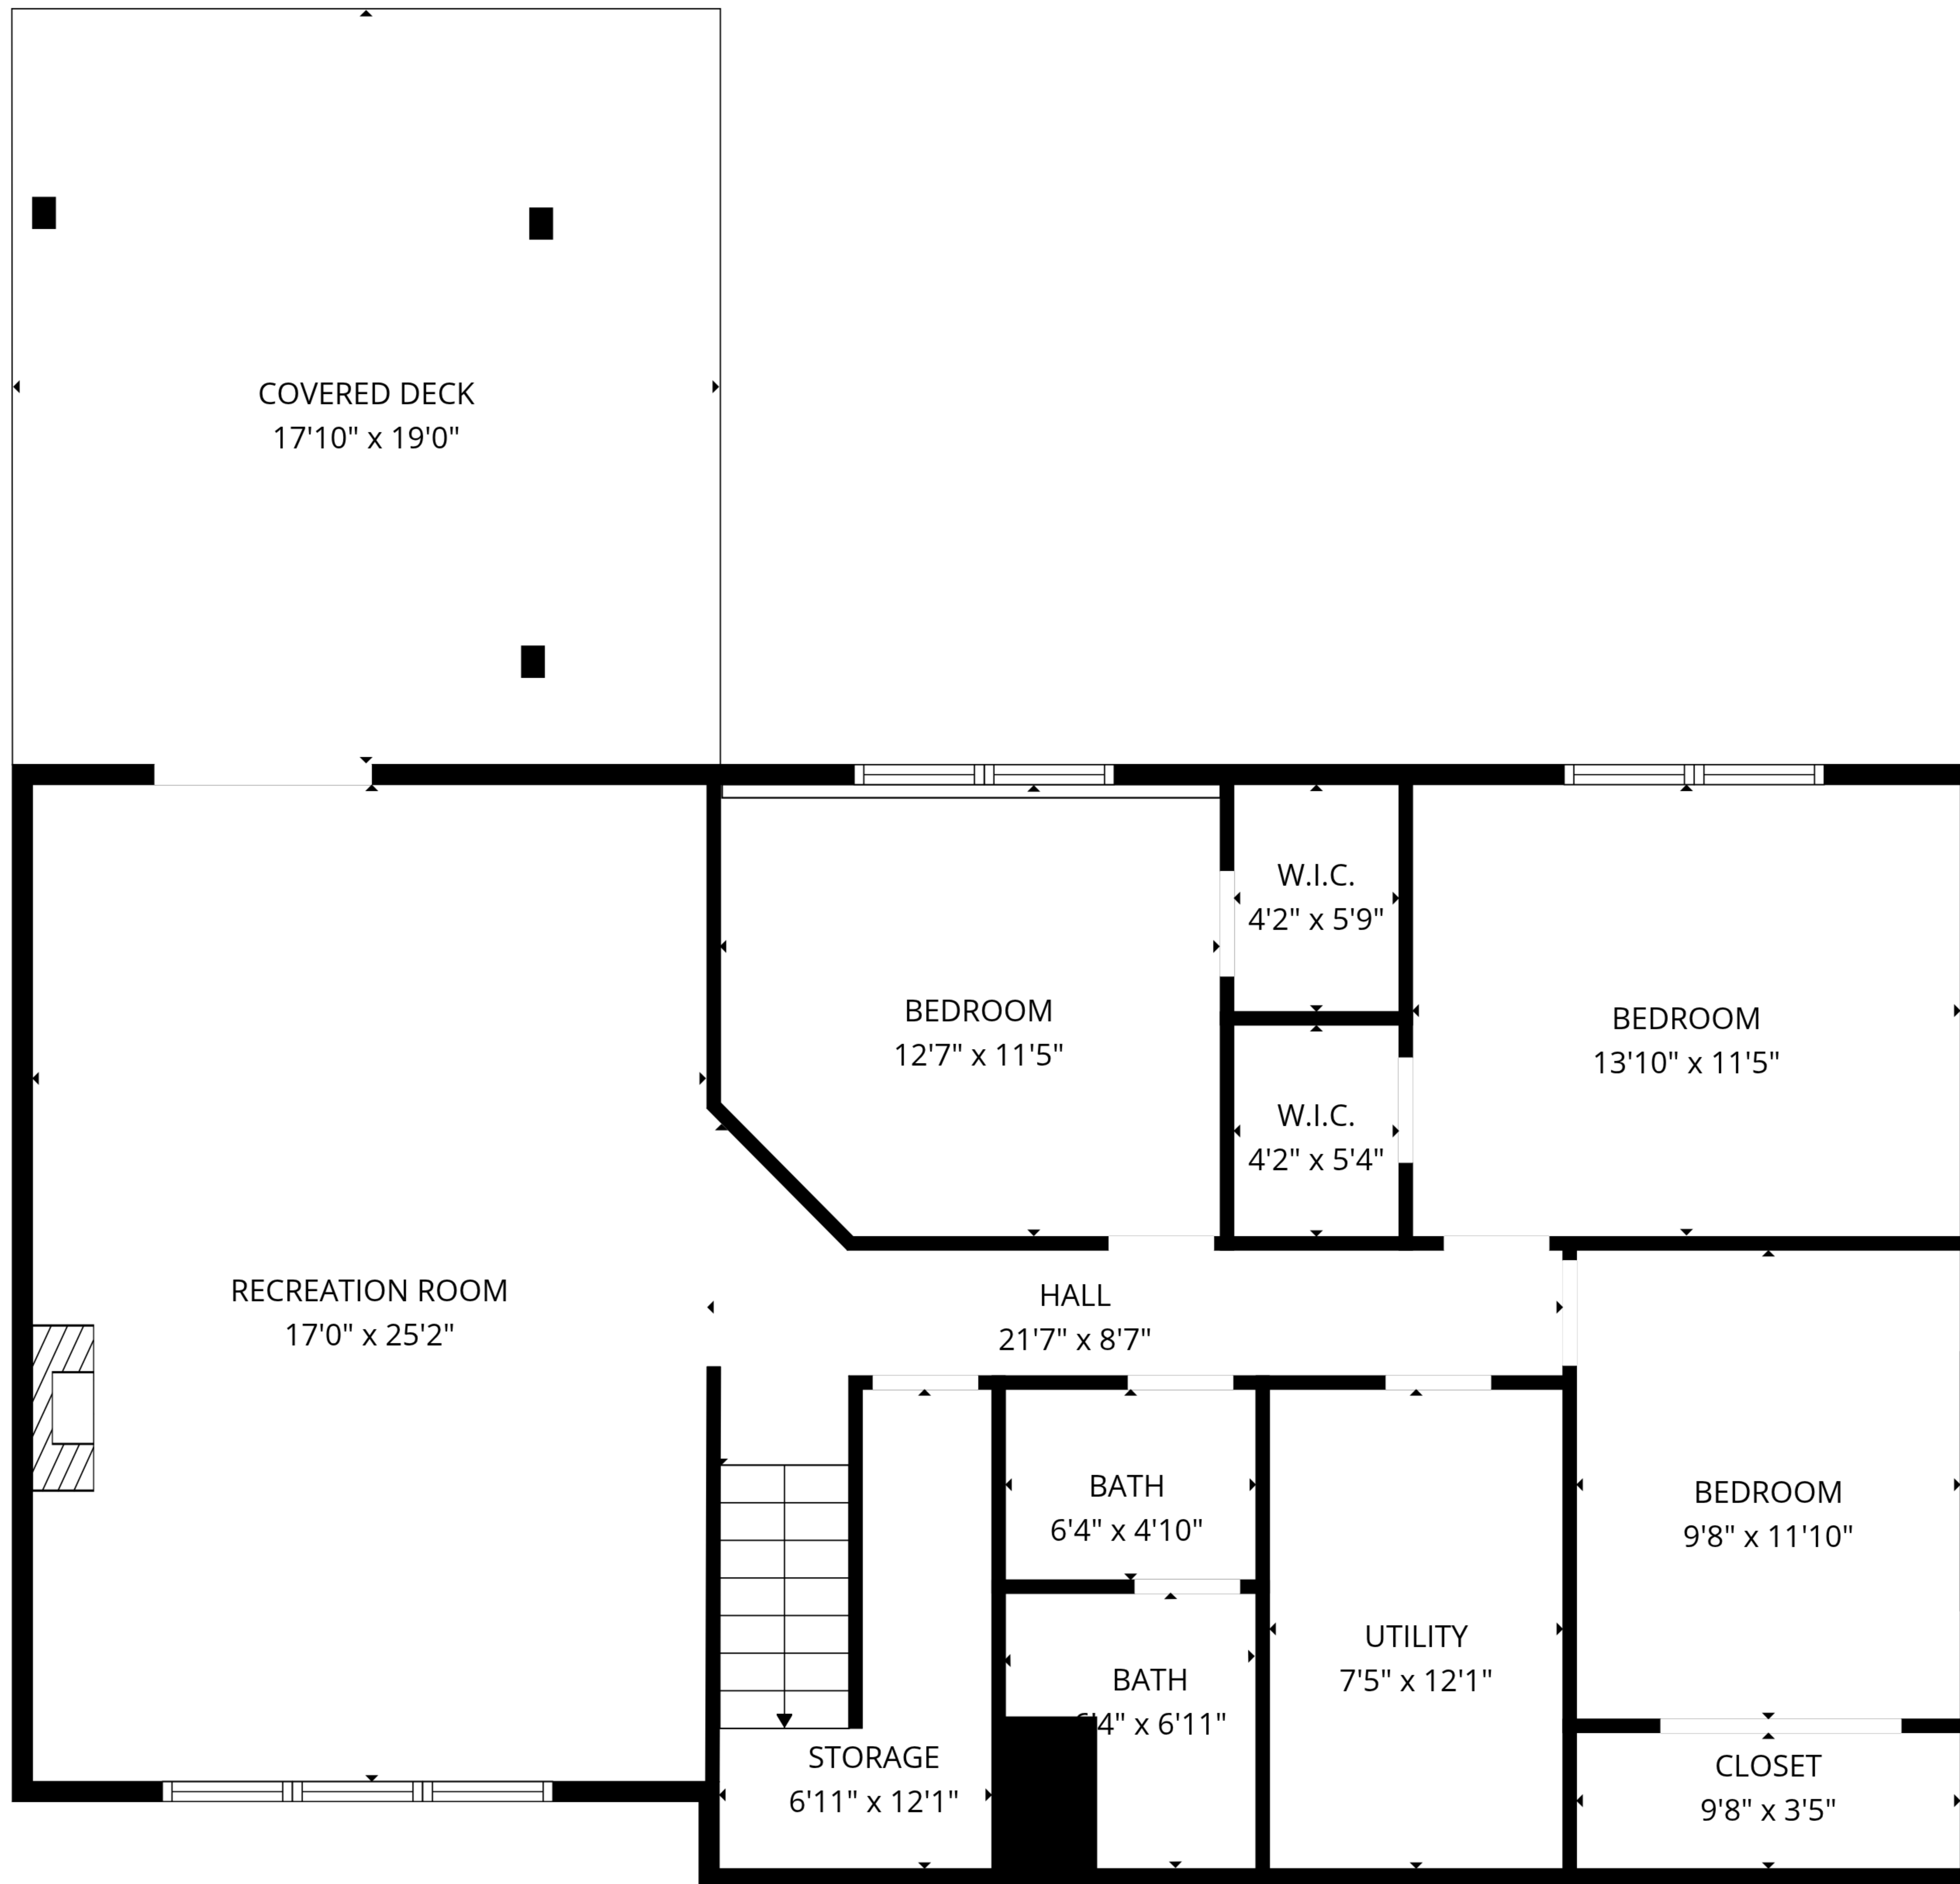 COVERED DECK
17'10" x 19'0"
W.I.C.
4'2" x 5'9"
BEDROOM
12'7" x 11'5"
BEDROOM
13'10" x 11'5"
W.I.C.
4'2" x 5'4"
RECREATION ROOM
17'0" x 25'2"
HALL
21'7" x 8'7"
BATH
6'4" x 4'10"
BEDROOM
9'8" x 11'10"
UTILITY
7'5" x 12'1"
BATH
6'4" x 6'11"
STORAGE
6'11" x 12'1"
CLOSET
9'8" x 3'5"